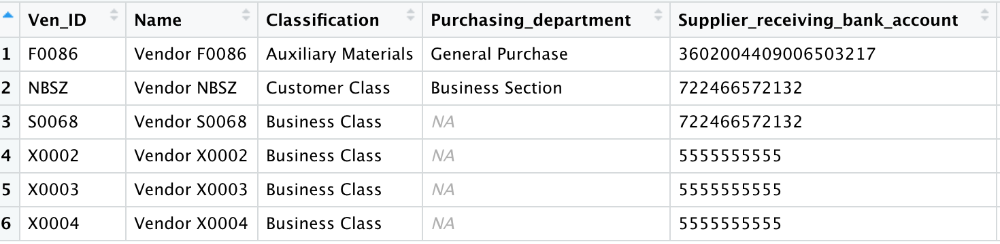 Ven_ID Name Classification Purchasing_department Supplier_receiving_bank_account
1 F0086 Vendor F0086 Auxiliary Materials General Purchase 3602004409006503217
2 NBSZ Vendor NBSZ Customer Class Business Section 722466572132
3 S0068 Vendor S0068 Business Class NA 722466572132
4 X0002 Vendor X0002 Business Class NA 5555555555
5 X0003 Vendor X0003 Business Class NA 5555555555
6 X0004 Vendor X0004 Business Class NA 5555555555